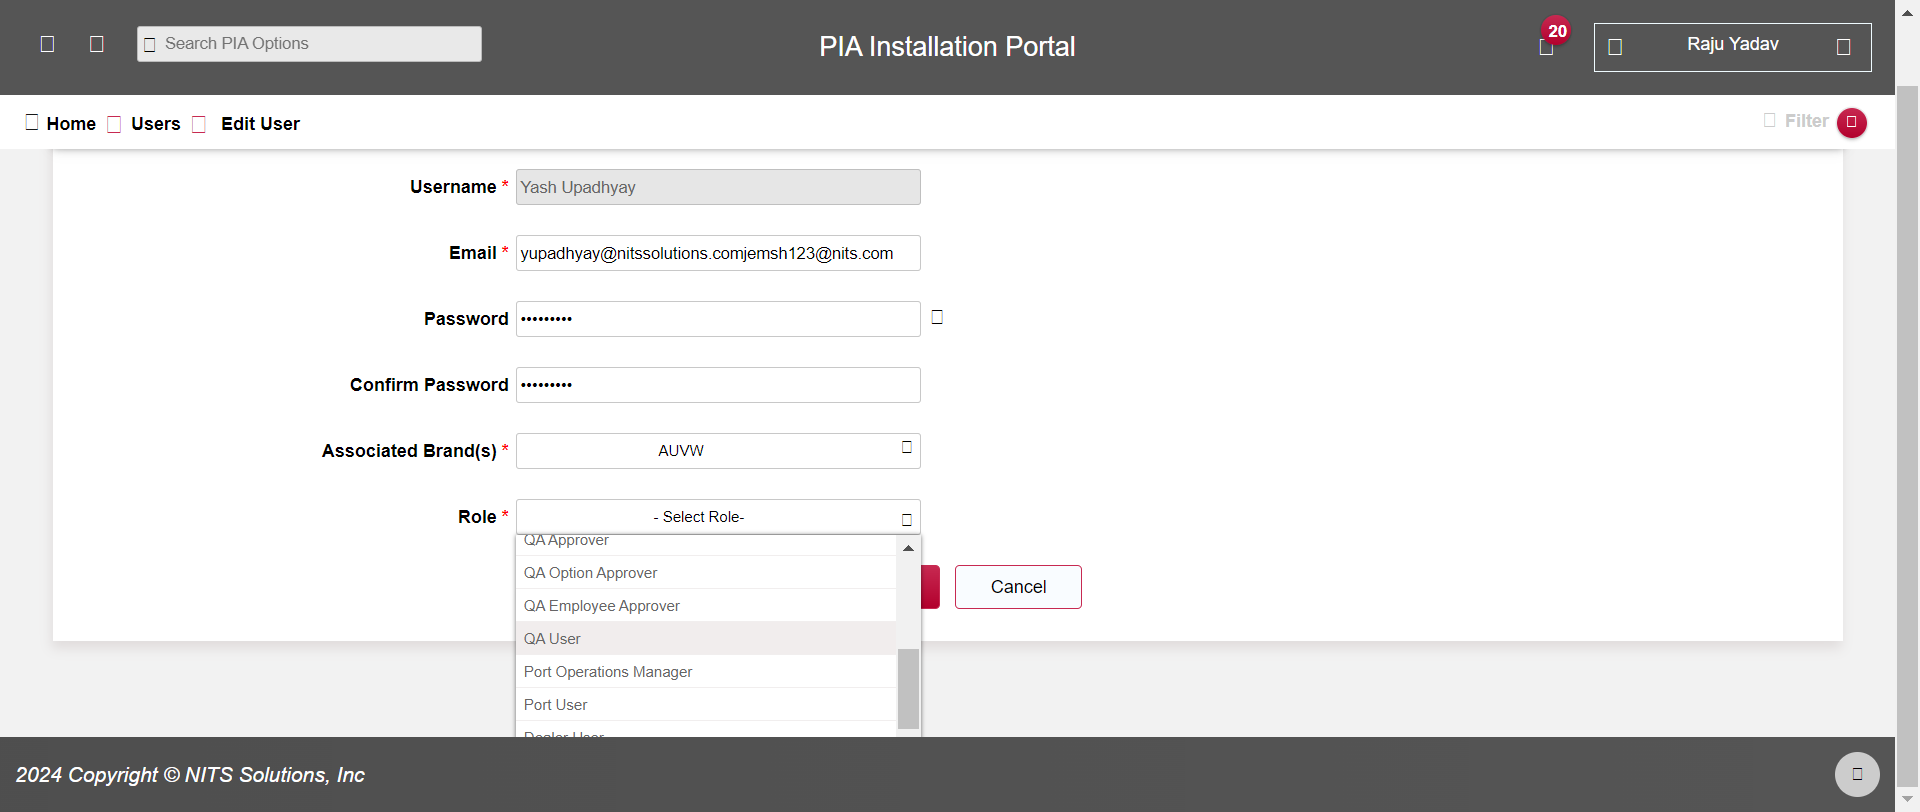 Search PIA Options
PIA Installation Portal
20
Raju Yadav
Home Users Edit User
Filter
Username * Yash Upadhyay
Email * yupadhyay@nitssolutions.comjemsh123@nits.com
Password •••••••••
Confirm Password •••••••••
Associated Brand(s) * AUVW
Role * - Select Role-
QA Approver
QA Option Approver
QA Employee Approver
QA User
Port Operations Manager
Port User
Dealer User
Cancel
2024 Copyright © NITS Solutions, Inc